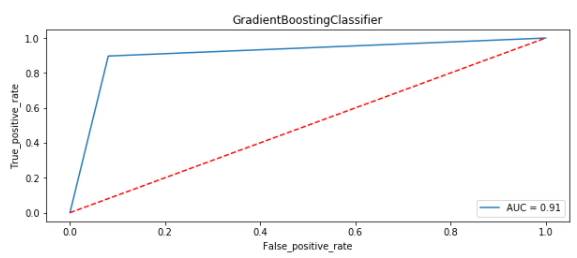 GradientBoostingClassifier
1.0
0.8
0.6
0.4
0.2
0.0
True_positive_rate
AUC = 0.91
0.0 0.2 0.4 0.6 0.8 1.0
False_positive_rate